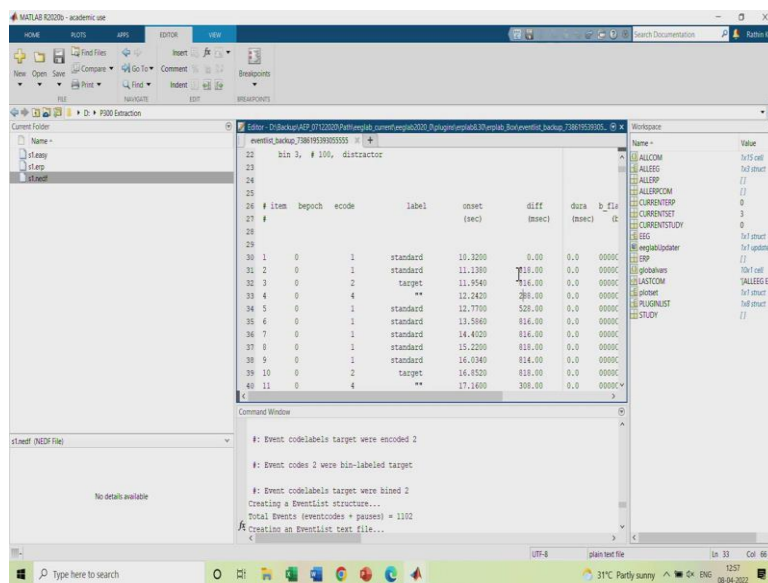 MATLAB R2020b - academic use
HOME PLOTS APPS EDITOR VIEW Search Documentation
New Open Save Find Files Compare Print Go To Find Insert Comment Indent Breakpoints
FILE NAVIGATE EDIT BREAKPOINTS
D: P300 Extraction
Current Folder
Name
s1.easy
s1.erp
s1.nedf
s1.nedf (NEDF File)
No details available
eventlist_backup_7386195393055555
22 bin 3, # 100, distractor
23
24
25
26 # item bepoch ecode label onset diff dura b_fla
27 # (sec) (msec) (msec) (b
28
29
30 1 0 1 standard 10.3200 0.00 0.0 0000C
31 2 0 1 standard 11.1380 818.00 0.0 0000C
32 3 0 2 target 11.9540 816.00 0.0 0000C
33 4 0 4 "" 12.2420 288.00 0.0 0000C
34 5 0 1 standard 12.7700 528.00 0.0 0000C
35 6 0 1 standard 13.5860 816.00 0.0 0000C
36 7 0 1 standard 14.4020 816.00 0.0 0000C
37 8 0 1 standard 15.2200 818.00 0.0 0000C
38 9 0 1 standard 16.0340 814.00 0.0 0000C
39 10 0 2 target 16.8520 818.00 0.0 0000C
40 11 0 4 "" 17.1600 308.00 0.0 0000C
Command Window
#: Event codelabels target were encoded 2
#: Event codes 2 were bin-labeled target
#: Event codelabels target were bined 2
Creating a EventList structure...
Total Events (eventcodes + pauses) = 1102
fx Creating an EventList text file...
Workspace
Name Value
ALLCOM 1x15 cell
ALLEEG 1x3 struct
ALLERP []
ALLERPCOM []
CURRENTERP 0
CURRENTSET 3
CURRENTSTUDY 0
EEG 1x1 struct
eeglabUpdater 1x1 update
ERP []
globalvars 10x1 cell
LASTCOM
plotset 1x1 struct
PLUGINLIST 1x8 struct
STUDY []
UTF-8 plain text file Ln 33 Col 66
Type here to search 31°C Partly sunny ENG 12:57
08-04-2022